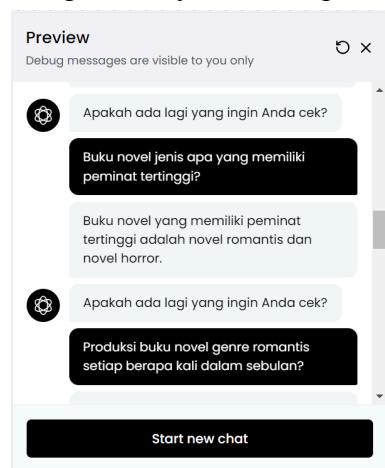 Preview
Debug messages are visible to you only
Apakah ada lagi yang ingin Anda cek?
Buku novel jenis apa yang memiliki
peminat tertinggi?
Buku novel yang memiliki peminat
tertinggi adalah novel romantis dan
novel horror.
Apakah ada lagi yang ingin Anda cek?
Produksi buku novel genre romantis
setiap berapa kali dalam sebulan?
Start new chat